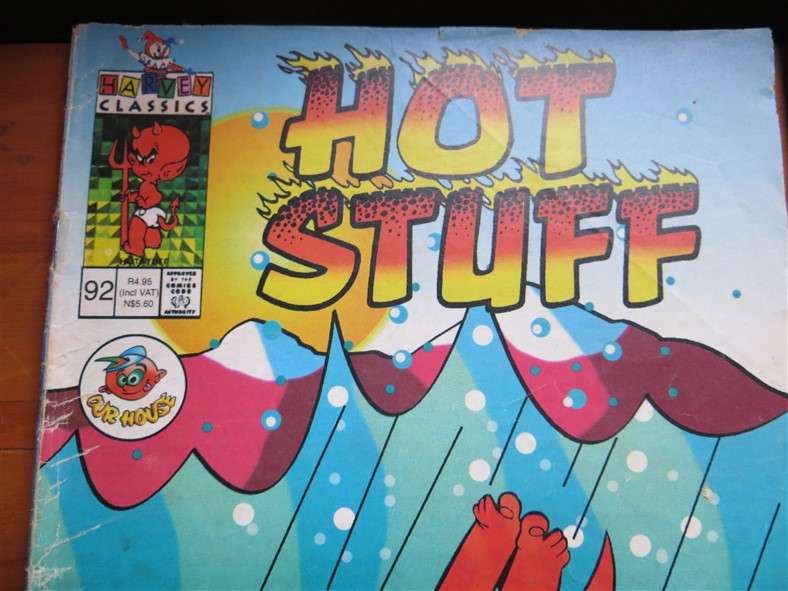 HARVEY
CLASSICS
HOT
STUFF
92
R4.95
(Incl VAT)
N$5.60
APPROVED
BY THE
COMICS
CODE
AUTHORITY
OUR HOUSE